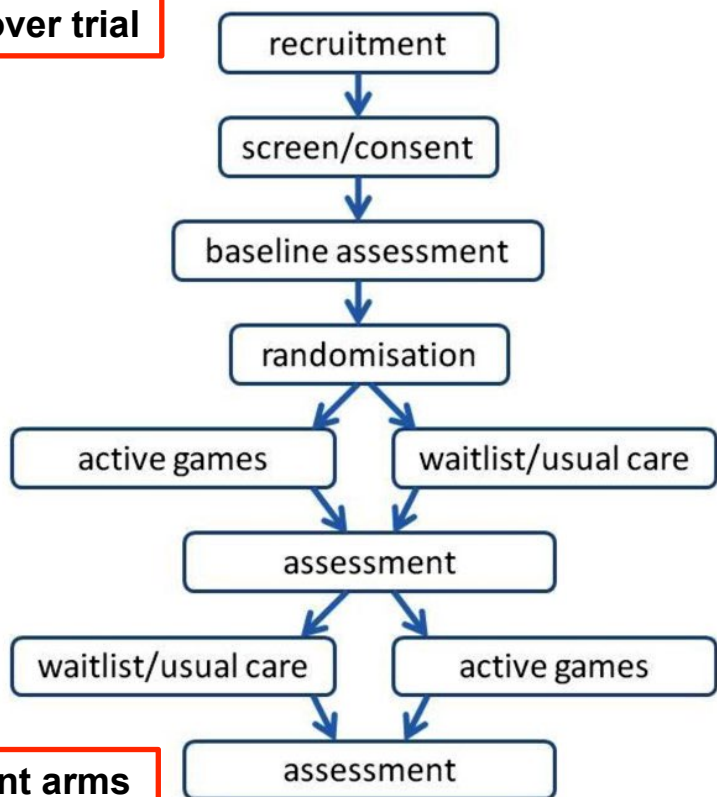 over trial
recruitment
screen/consent
baseline assessment
randomisation
active games
waitlist/usual care
assessment
waitlist/usual care
active games
assessment
nt arms